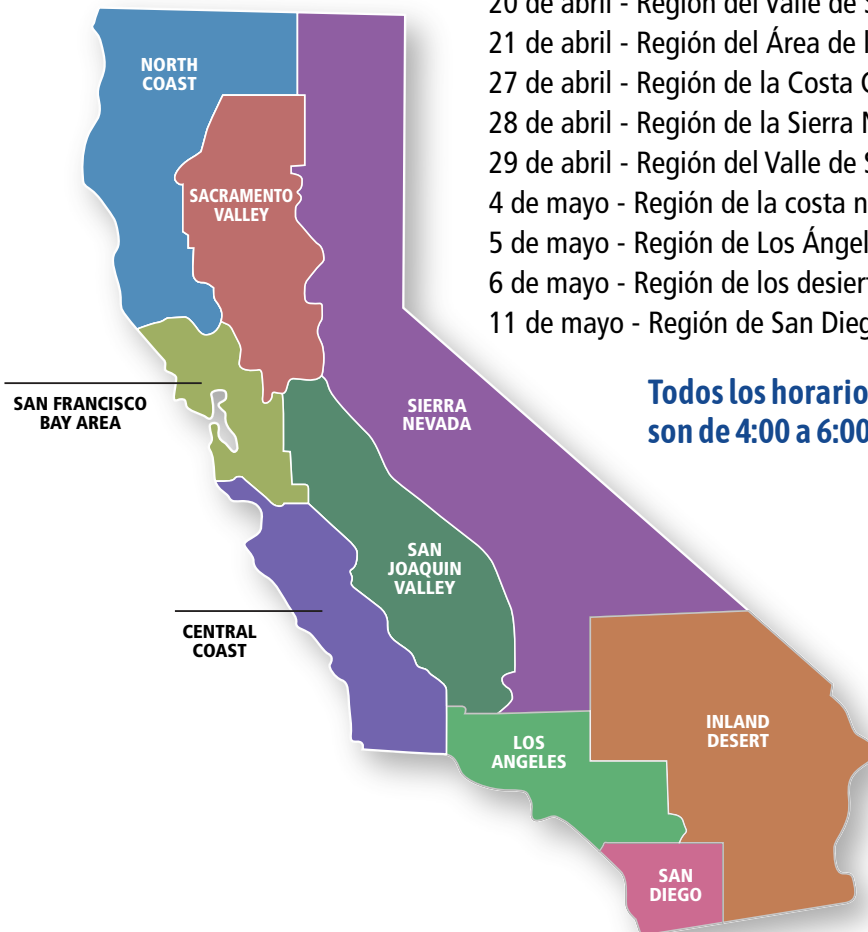 20 de abril - Región del Valle de S
21 de abril - Región del Área de l
27 de abril - Región de la Costa C
28 de abril - Región de la Sierra N
29 de abril - Región del Valle de S
4 de mayo - Región de la costa n
5 de mayo - Región de Los Ángel
6 de mayo - Región de los desiert
11 de mayo - Región de San Dieg
Todos los horario
son de 4:00 a 6:00
NORTH
COAST
SACRAMENTO
VALLEY
SAN FRANCISCO
BAY AREA
SIERRA
NEVADA
SAN
JOAQUIN
VALLEY
CENTRAL
COAST
LOS
ANGELES
INLAND
DESERT
SAN
DIEGO